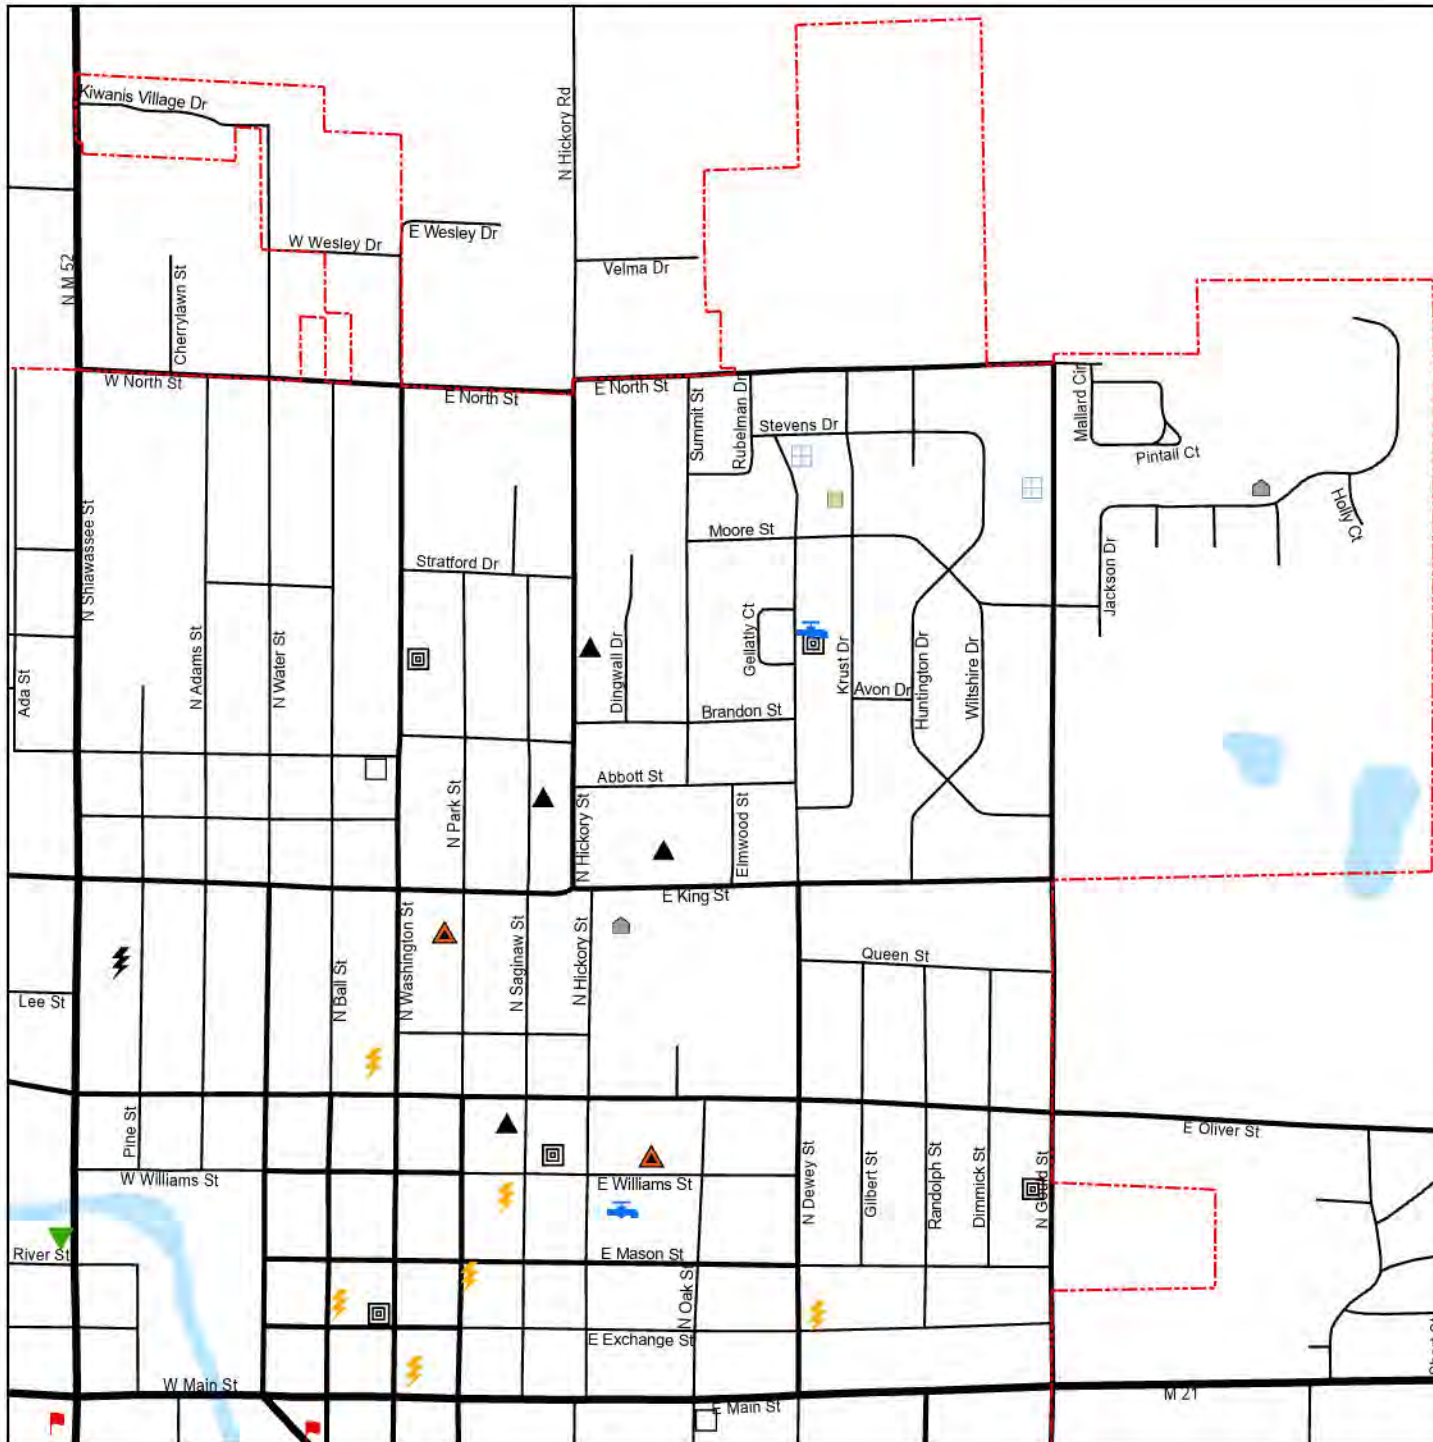 Kiwanis Village Dr
N Hickory Rd
E Wesley Dr
W Wesley Dr
Velma Dr
N M 52
Cherrylawn St
W North St
E North St
E North St
Summit St
Rubelman Dr
Mallard Cir
Stevens Dr
Pintail Ct
Holly Ct
N Shiawassee St
Moore St
Stratford Dr
Jackson Dr
Ada St
N Adams St
N Water St
Dingwall Dr
Gellatly Ct
Krust Dr
Avon Dr
Huntington Dr
Wiltshire Dr
Brandon St
Abbott St
N Park St
N Hickory St
Elmwood St
E King St
N Ball St
N Washington St
N Saginaw St
N Hickory St
Queen St
Lee St
Pine St
E Oliver St
W Williams St
E Williams St
N Dewey St
Gilbert St
Randolph St
Dimmick St
N Gould St
River St
E Mason St
N Oak St
E Exchange St
W Main St
M 21
E Main St